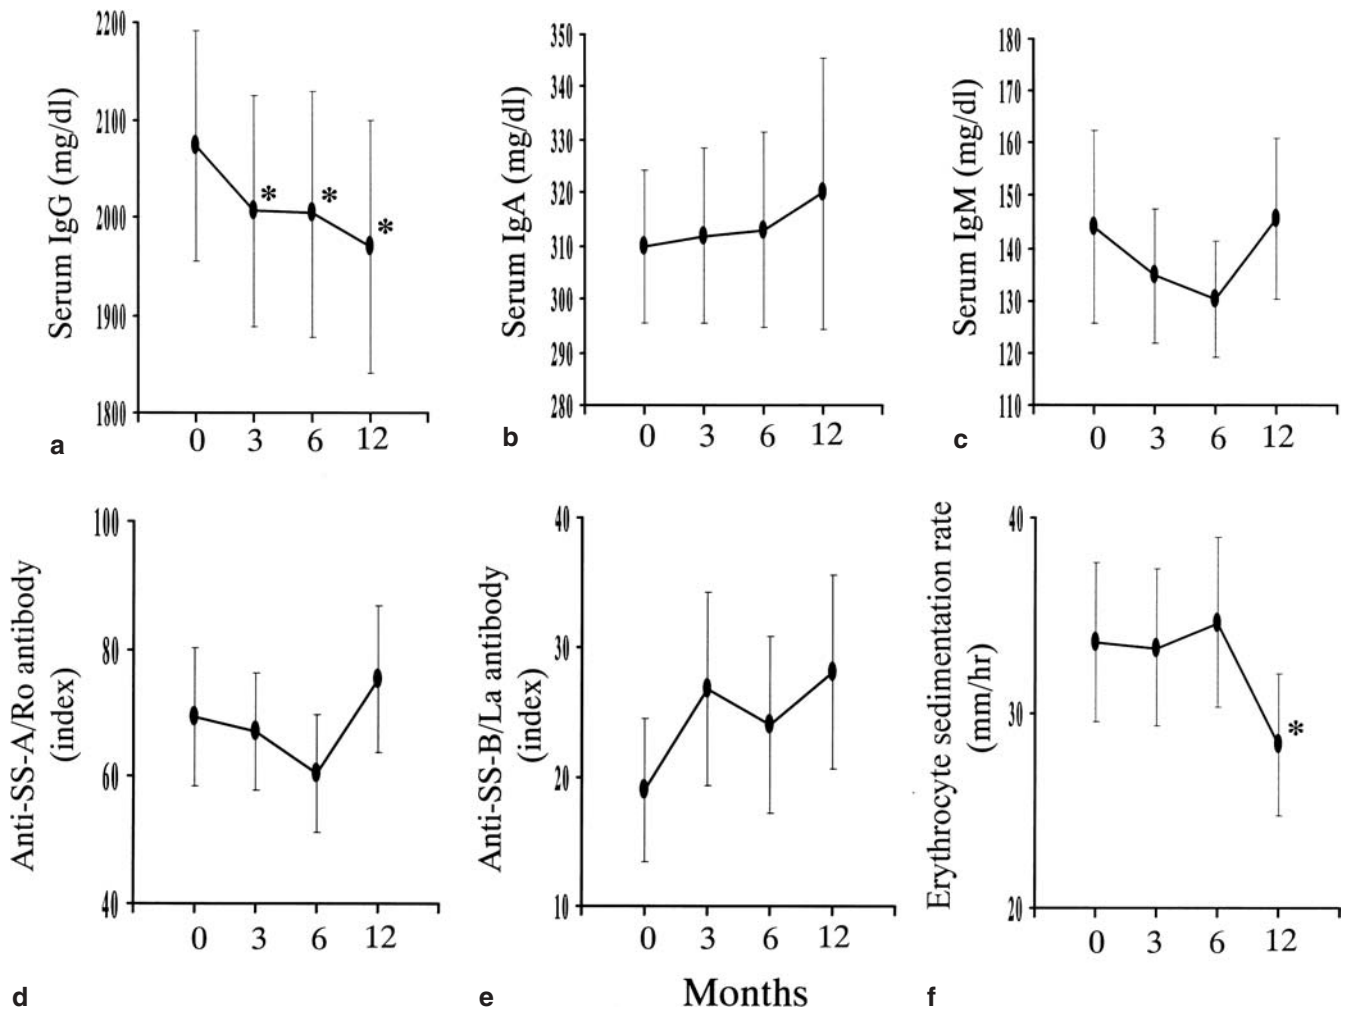 Serum IgG (mg/dl)
2200
2100
2000
1900
1800
*
*
*
0 3 6 12
a
Serum IgA (mg/dl)
350
340
330
320
310
300
290
280
0 3 6 12
b
Serum IgM (mg/dl)
180
170
160
150
140
130
120
110
0 3 6 12
c
Anti-SS-A/Ro antibody
(index)
100
80
60
40
0 3 6 12
d
Anti-SS-B/La antibody
(index)
40
30
20
10
0 3 6 12
e
Months
Erythrocyte sedimentation rate
(mm/hr)
40
30
20
*
0 3 6 12
f